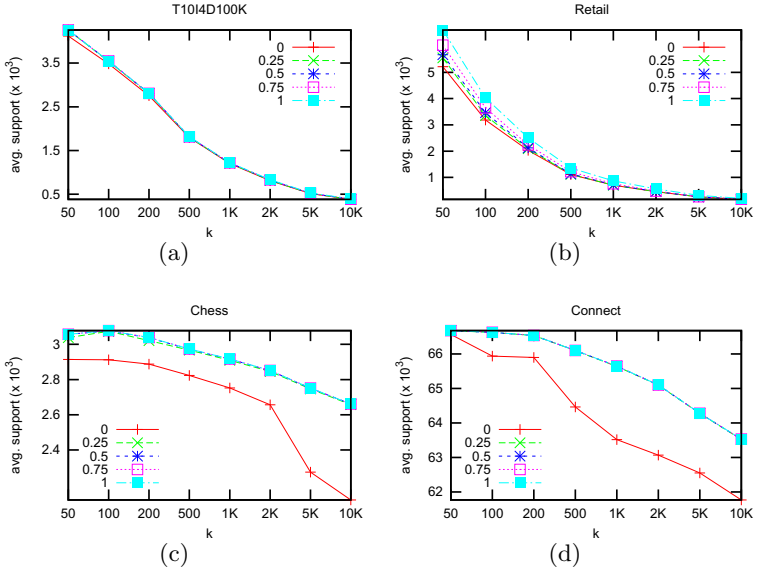 T10I4D100K
avg. support (x 10³)
3.5
2.5
1.5
0.5
0
0.25
0.5
0.75
1
50 100 200 500 1K 2K 5K 10K
k
(a)
Retail
avg. support (x 10³)
5
4
3
2
1
0
0.25
0.5
0.75
1
50 100 200 500 1K 2K 5K 10K
k
(b)
Chess
avg. support (x 10³)
3
2.8
2.6
2.4
0
0.25
0.5
0.75
1
50 100 200 500 1K 2K 5K 10K
k
(c)
Connect
avg. support (x 10³)
66
65
64
63
62
0
0.25
0.5
0.75
1
50 100 200 500 1K 2K 5K 10K
k
(d)